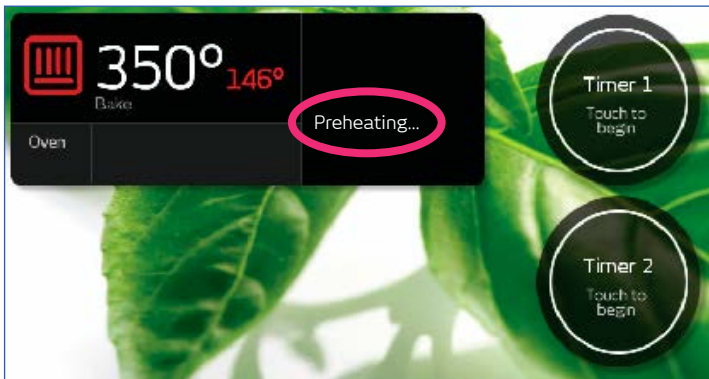 350° 146°
Bake
Preheating...
Oven
Timer 1
Touch to
begin
Timer 2
Touch to
begin